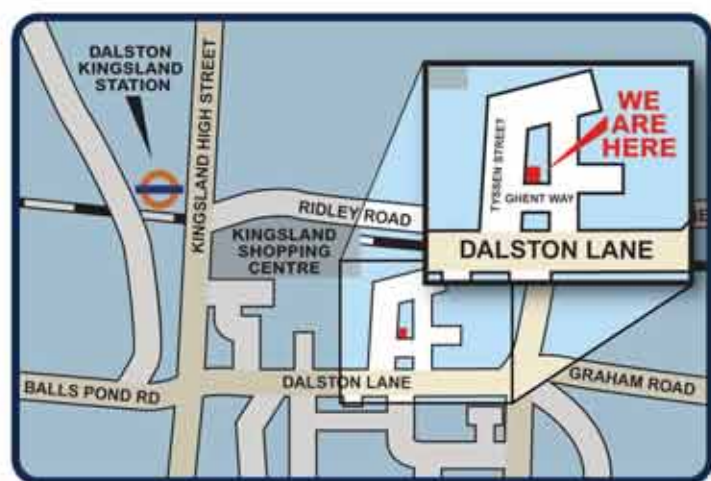 DALSTON
KINGSLAND
STATION
KINGSLAND HIGH STREET
RIDLEY ROAD
KINGSLAND
SHOPPING
CENTRE
WE
ARE
HERE
TYSSEN STREET
GHENT WAY
DALSTON LANE
BALLS POND RD
DALSTON LANE
GRAHAM ROAD